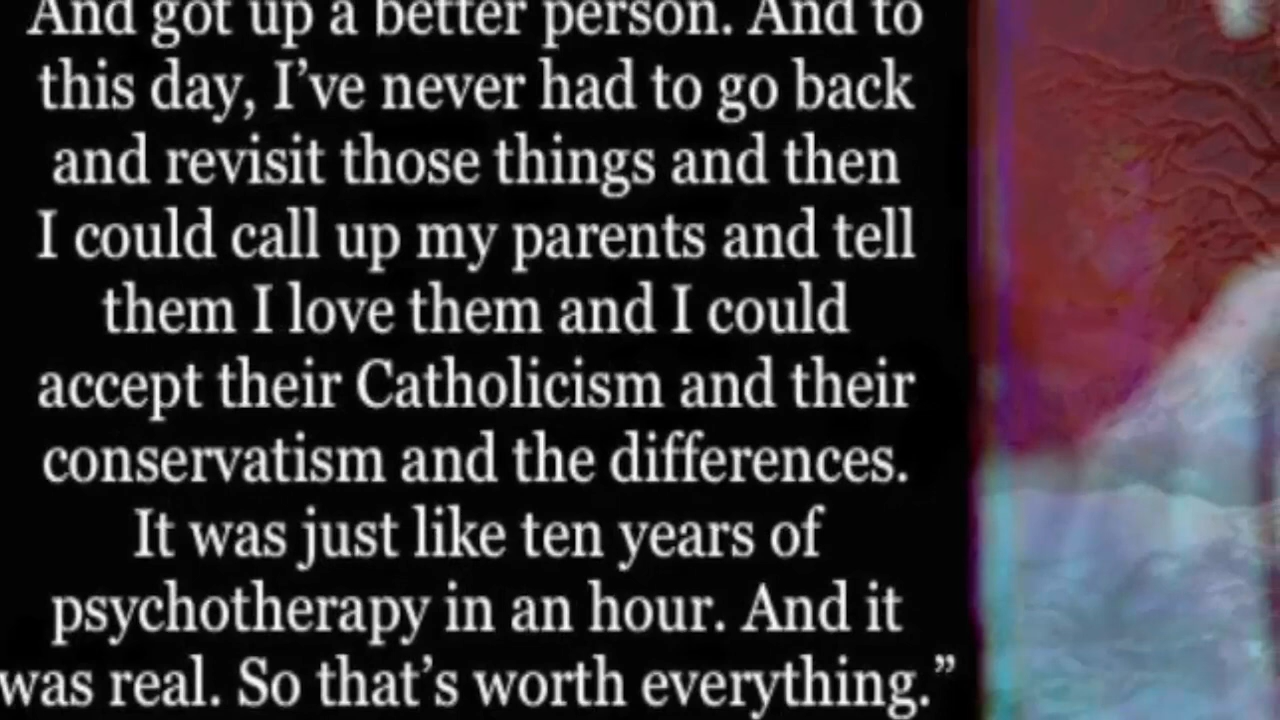 And got up a better person. And to
this day, I’ve never had to go back
and revisit those things and then
I could call up my parents and tell
them I love them and I could
accept their Catholicism and their
conservatism and the differences.
It was just like ten years of
psychotherapy in an hour. And it
was real. So that’s worth everything.”